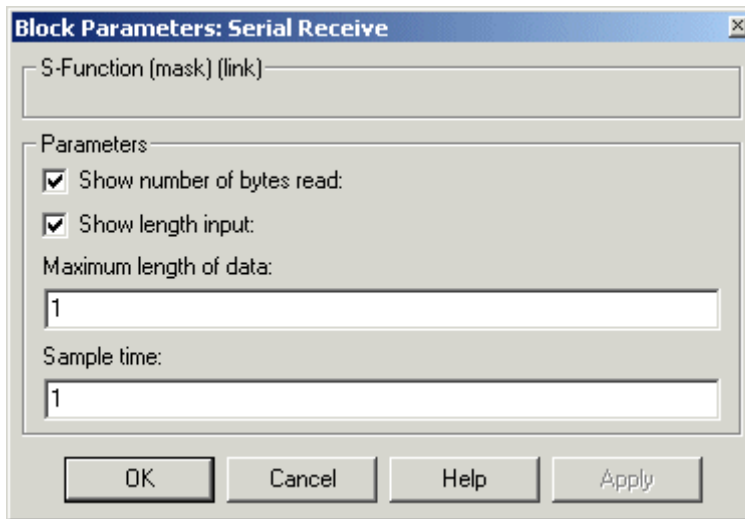 Block Parameters: Serial Receive
S-Function (mask) (link)
Parameters
Show number of bytes read:
Show length input:
Maximum length of data:
1
Sample time:
1
OK Cancel Help Apply